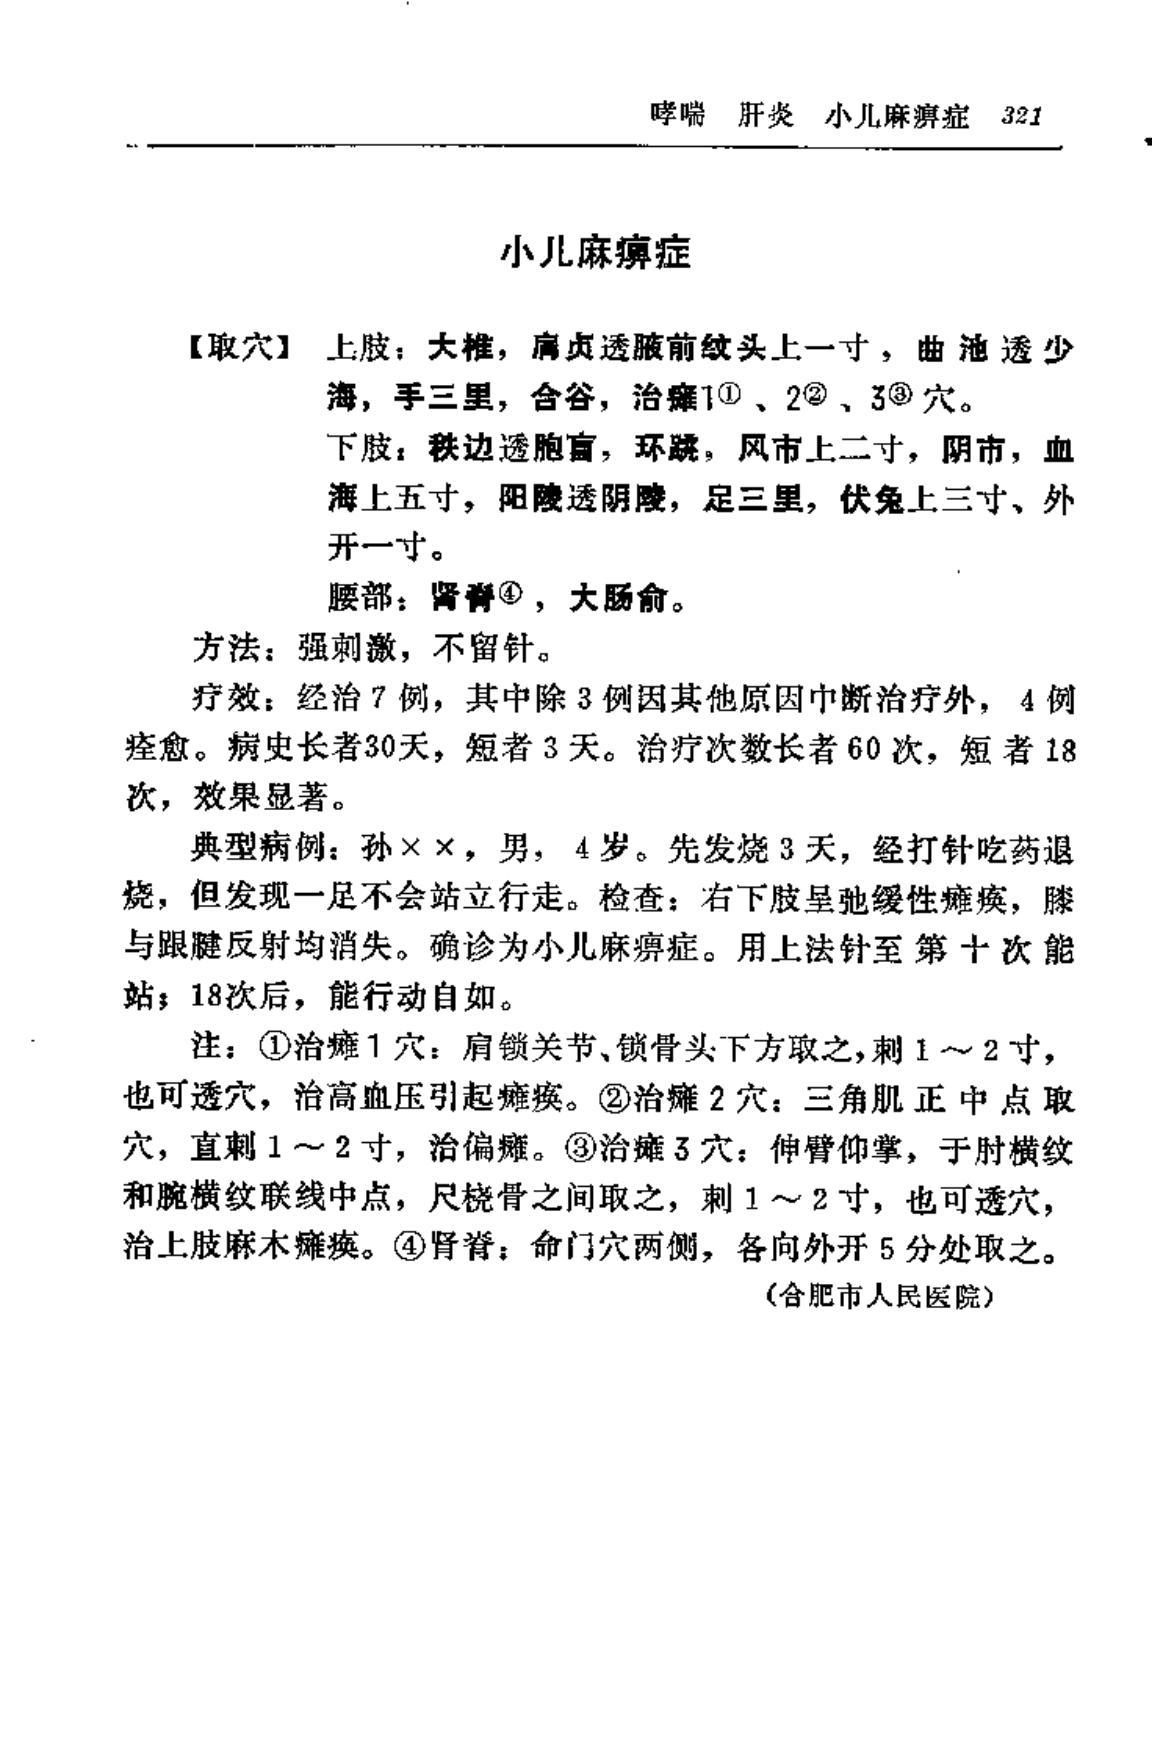 哮喘 肝炎 小儿麻痹症 321
小儿麻痹症
【取穴】 上肢：大椎，肩贞透腋前纹头上一寸，曲池透少
海，手三里，合谷，治瘫1①、2②、3③穴。
下肢：秩边透胞盲，环跳，风市上二寸，阴市，血
海上五寸，阳陵透阴陵，足三里，伏兔上三寸、外
开一寸。
腰部：肾脊④，大肠俞。
方法：强刺激，不留针。
疗效：经治7例，其中除3例因其他原因中断治疗外，4例
痊愈。病史长者30天，短者3天。治疗次数长者60次，短者18
次，效果显著。
典型病例：孙××，男，4岁。先发烧3天，经打针吃药退
烧，但发现一足不会站立行走。检查：右下肢呈驰缓性瘫痪，膝
与跟腱反射均消失。确诊为小儿麻痹症。用上法针至第十次能
站；18次后，能行动自如。
注：①治瘫1穴：肩锁关节、锁骨头下方取之，刺1～2寸，
也可透穴，治高血压引起瘫痪。②治瘫2穴：三角肌正中点取
穴，直刺1～2寸，治偏瘫。③治瘫3穴：伸臂仰掌，于肘横纹
和腕横纹联线中点，尺桡骨之间取之，刺1～2寸，也可透穴，
治上肢麻木瘫痪。④肾脊：命门穴两侧，各向外开5分处取之。
（合肥市人民医院）